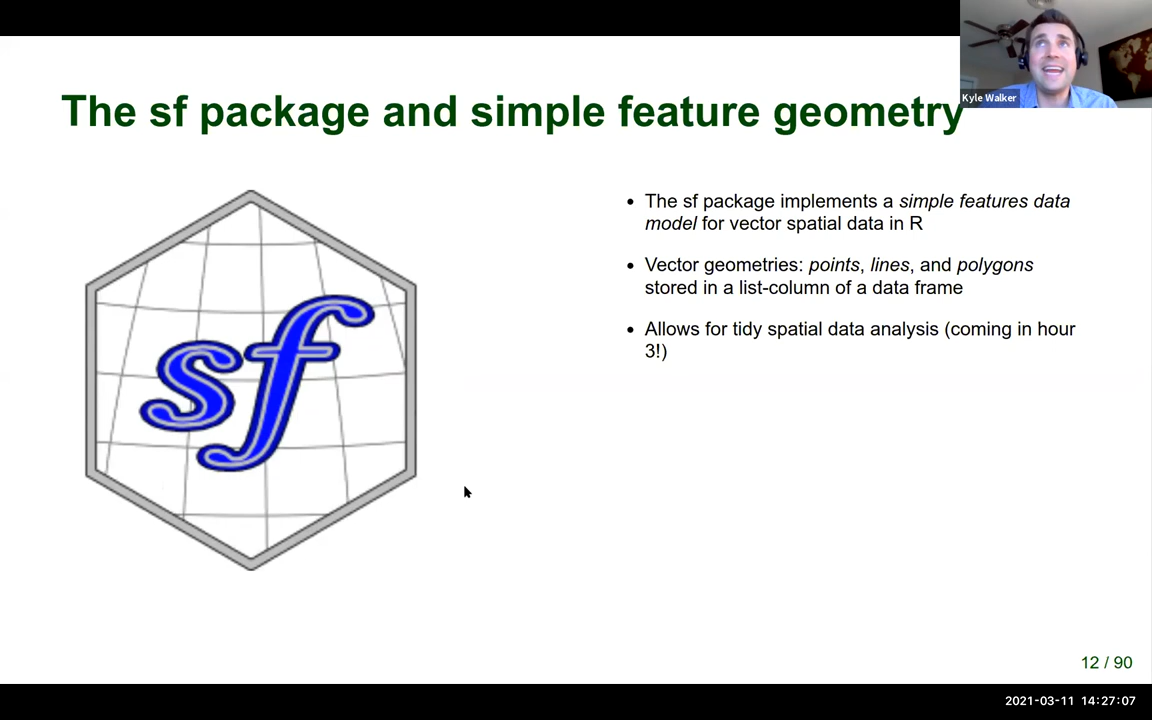 Kyle Walker
The sf package and simple feature geometry
sf
• The sf package implements a simple features data
model for vector spatial data in R
• Vector geometries: points, lines, and polygons
stored in a list-column of a data frame
• Allows for tidy spatial data analysis (coming in hour
3!)
12 / 90
2021-03-11 14:27:07